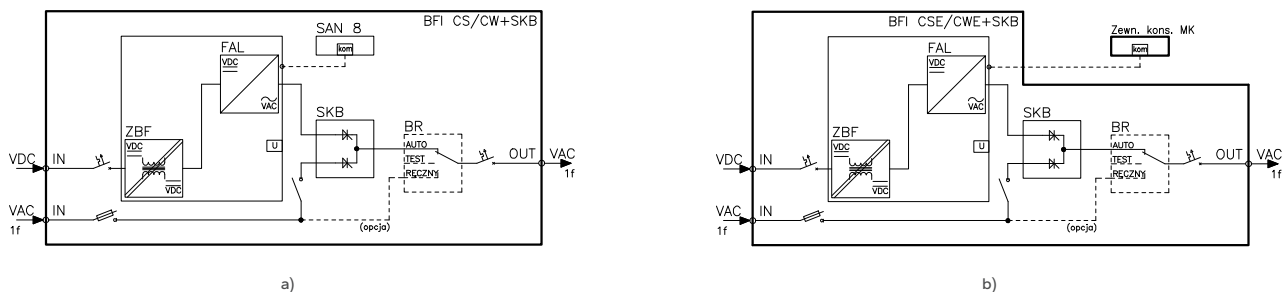 BFI CS/CW+SKB
SAN 8
kom
FAL
VDC
VAC
SKB
ZBF
VDC
VDC
U
BR
AUTO
TEST
RĘCZNY
VDC IN
OUT VAC
1f
VAC IN
1f
(opcja)
a)
BFI CSE/CWE+SKB
Zewn. kons. MK
kom
FAL
VDC
VAC
SKB
ZBF
VDC
VDC
U
BR
AUTO
TEST
RĘCZNY
VDC IN
OUT VAC
1f
VAC IN
1f
(opcja)
b)